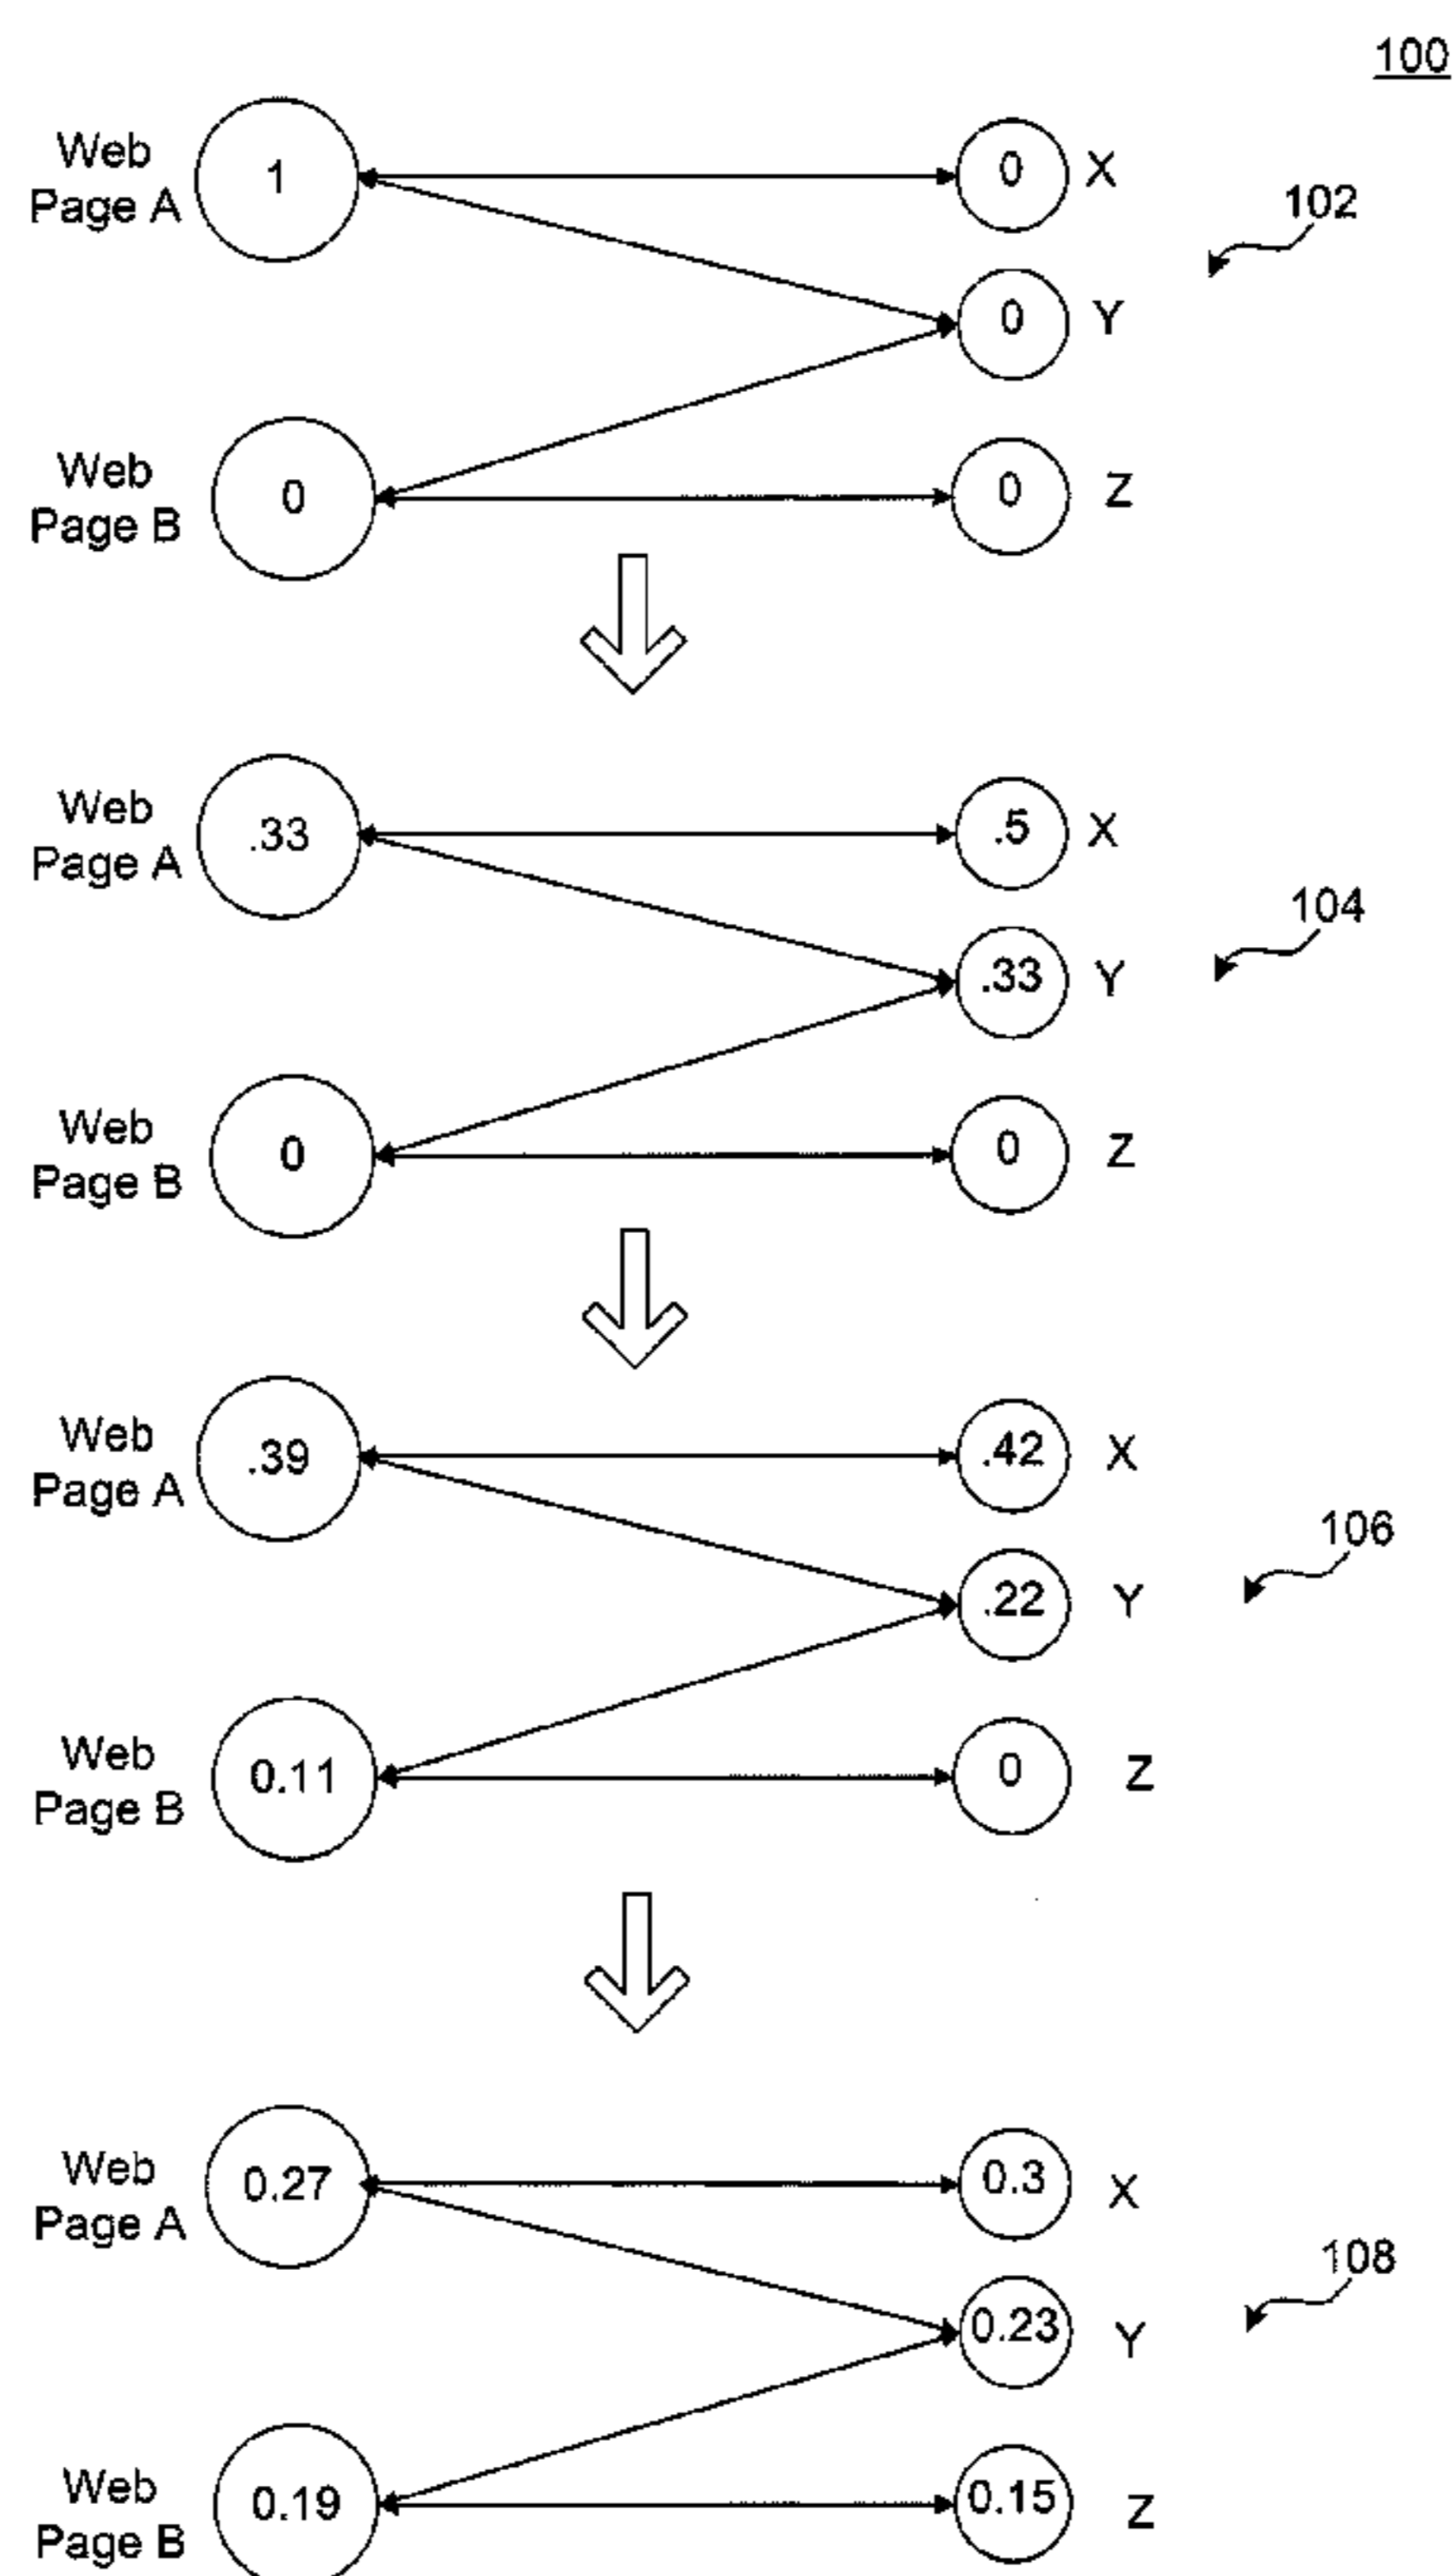 100
Web
Page A
1
0
X
102
0
Y
Web
Page B
0
0
Z
Web
Page A
.33
.5
X
104
.33
Y
Web
Page B
0
0
Z
Web
Page A
.39
.42
X
106
.22
Y
Web
Page B
0.11
0
Z
Web
Page A
0.27
0.3
X
108
0.23
Y
Web
Page B
0.19
0.15
Z